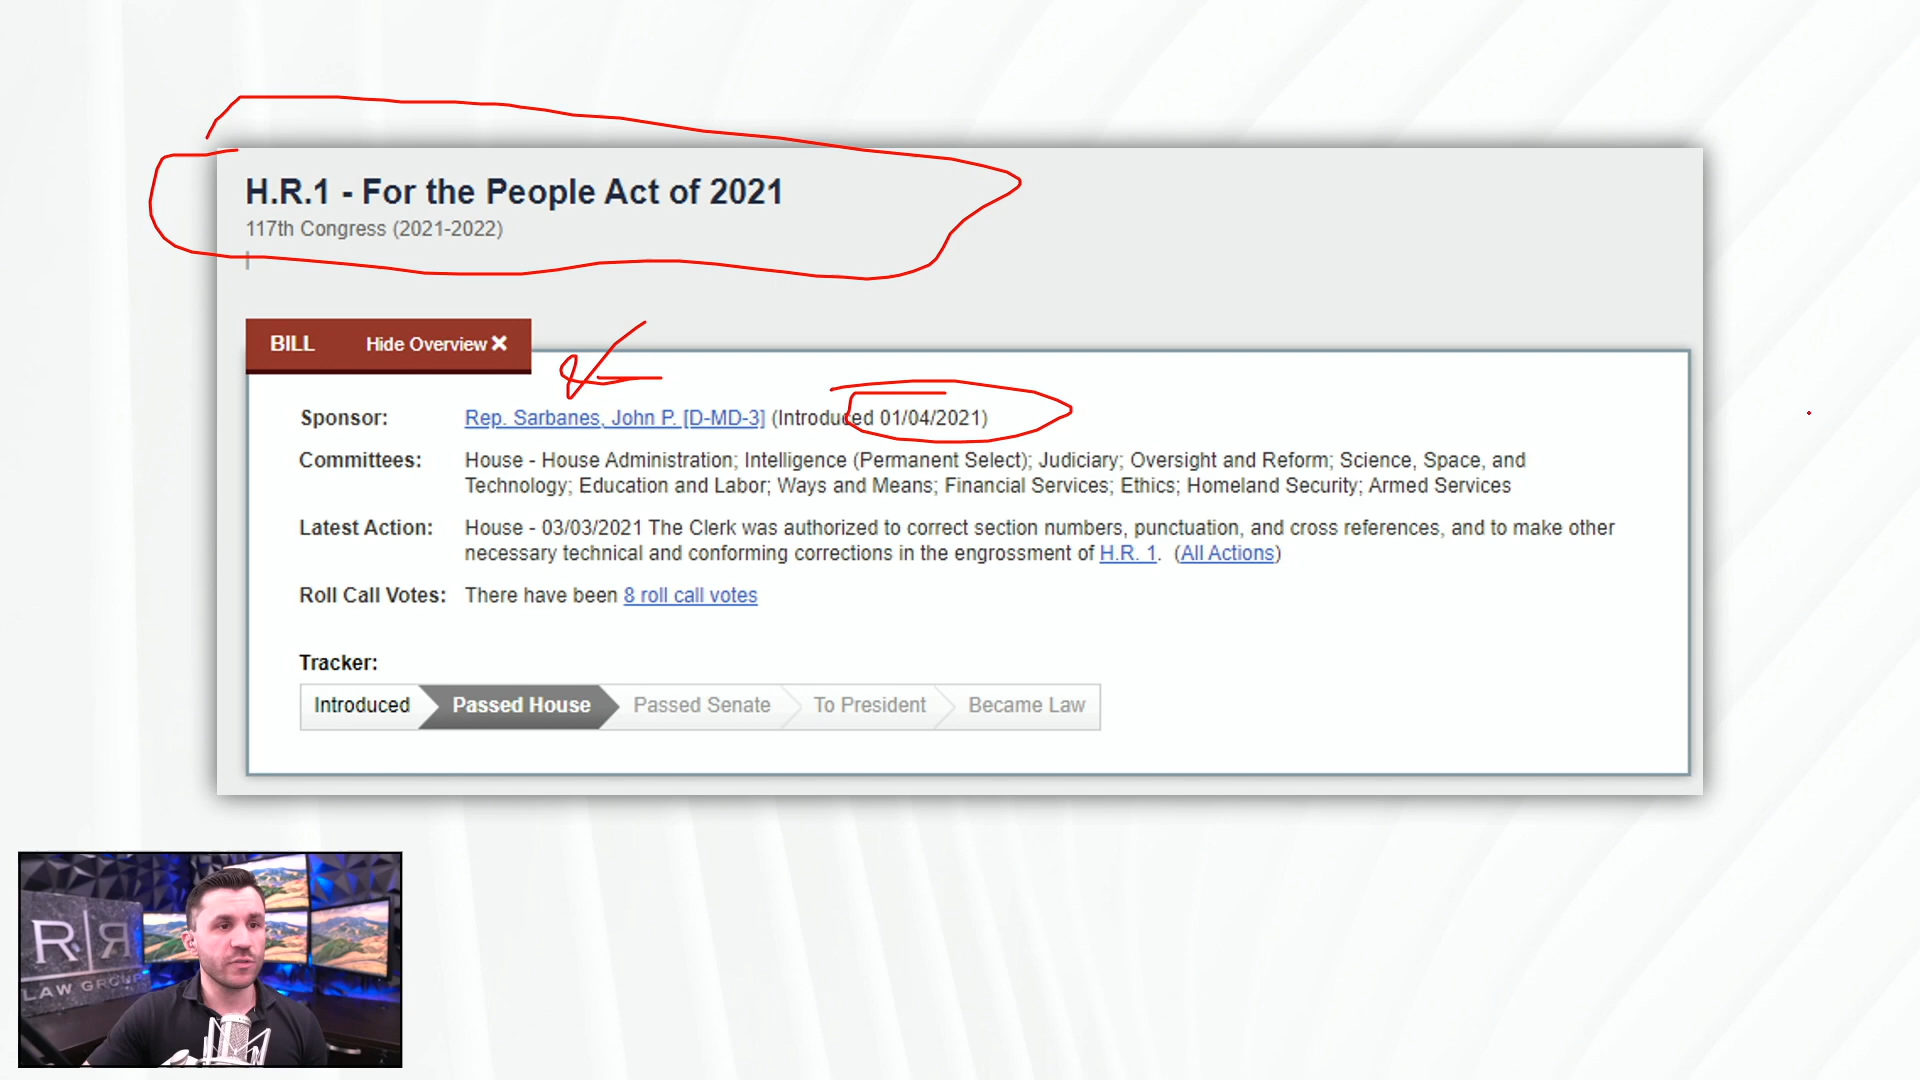 H.R.1 - For the People Act of 2021
117th Congress (2021-2022)
BILL Hide Overview ✕
Sponsor: Rep. Sarbanes, John P. [D-MD-3] (Introduced 01/04/2021)
Committees: House - House Administration; Intelligence (Permanent Select); Judiciary; Oversight and Reform; Science, Space, and
Technology; Education and Labor; Ways and Means; Financial Services; Ethics; Homeland Security; Armed Services
Latest Action: House - 03/03/2021 The Clerk was authorized to correct section numbers, punctuation, and cross references, and to make other
necessary technical and conforming corrections in the engrossment of H.R. 1. (All Actions)
Roll Call Votes: There have been 8 roll call votes
Tracker:
Introduced Passed House Passed Senate To President Became Law
R|R
LAW GROUP